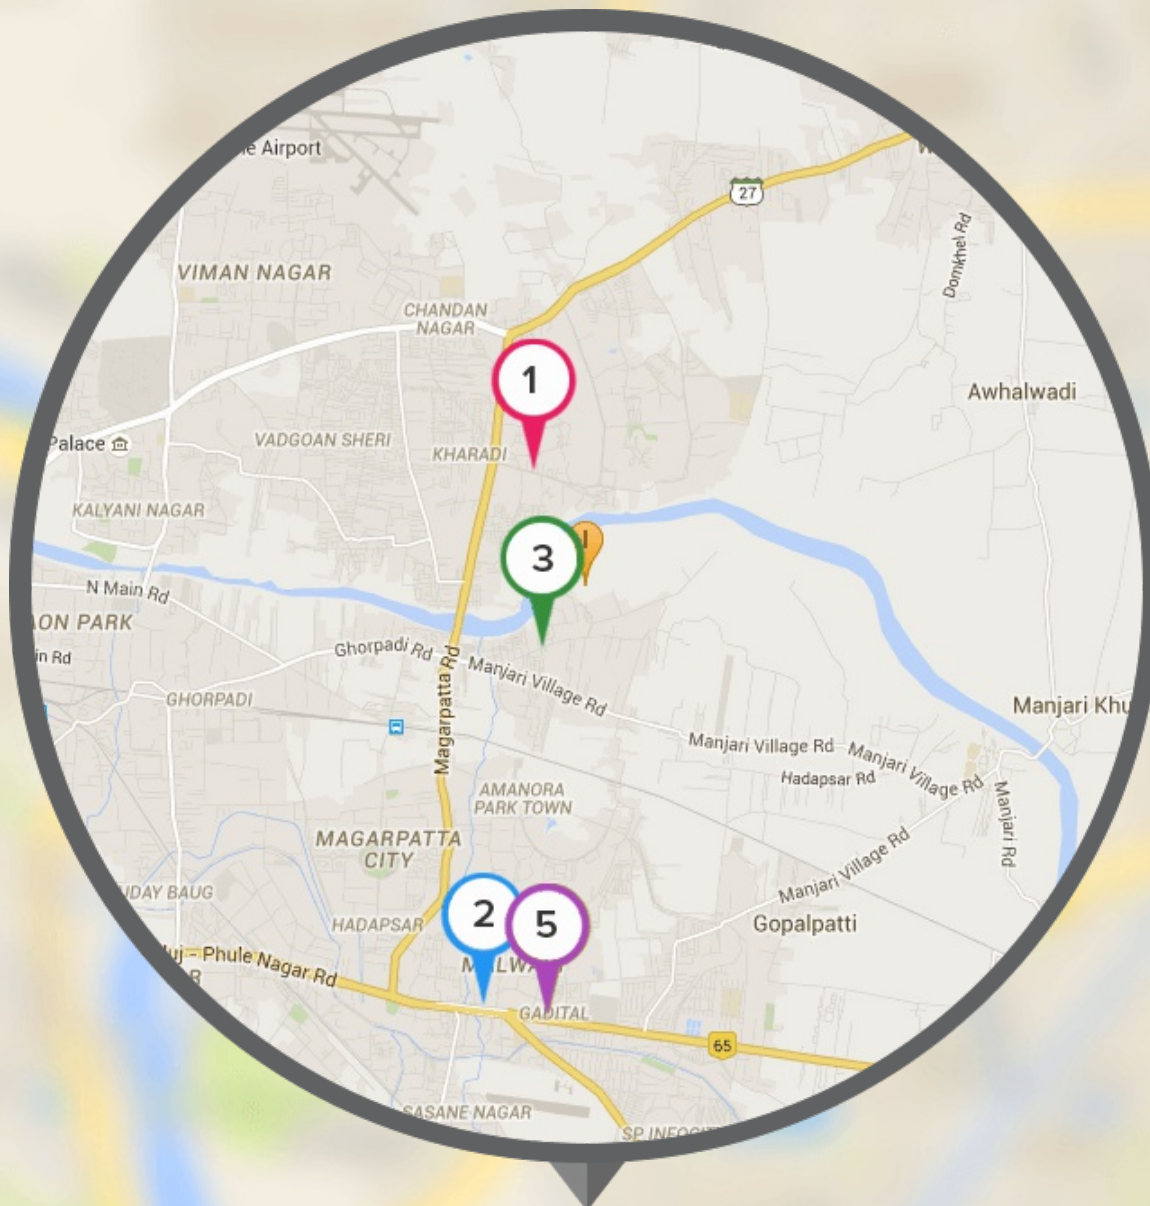 e Airport
27
Domkhel Rd
VIMAN NAGAR
CHANDAN
NAGAR
1
Awhalwadi
Palace
VADGOAN SHERI
KHARADI
KALYANI NAGAR
3
N Main Rd
AON PARK
in Rd
Ghorpadi Rd
Manjari Village Rd
GHORPADI
Magarpatta Rd
Manjari Khu
Manjari Village Rd
Manjari Village Rd
Hadapsar Rd
Manjari Rd
AMANORA
PARK TOWN
MAGARPATTA
CITY
Manjari Village Rd
UDAY BAUG
2
5
HADAPSAR
Gopalpatti
uj - Phule Nagar Rd
R
GADITAL
65
SASANE NAGAR
SP INFOCIT